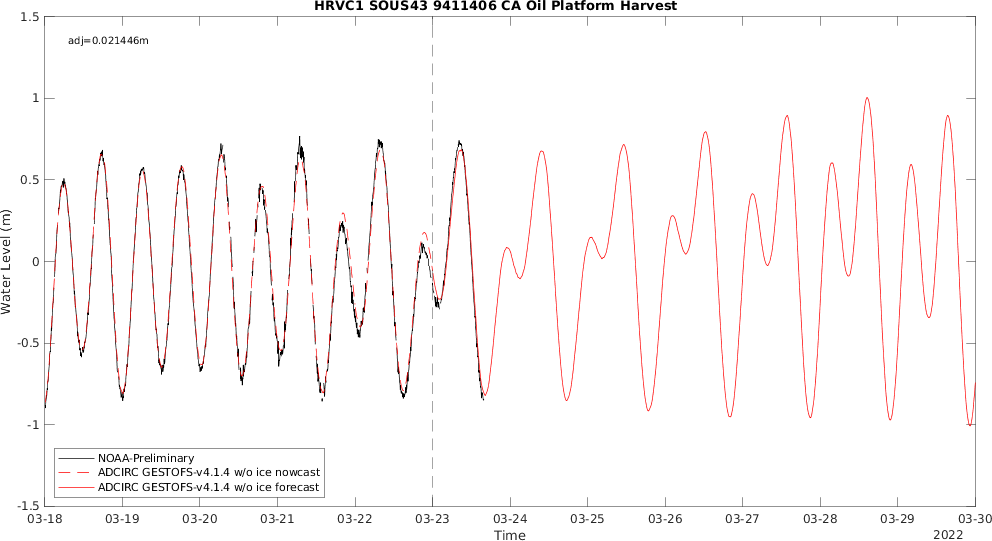 HRVC1 SOUS43 9411406 CA Oil Platform Harvest
1.5
adj=0.021446m
1
0.5
0
-0.5
-1
-1.5
Water Level (m)
NOAA-Preliminary
ADCIRC GESTOFS-v4.1.4 w/o ice nowcast
ADCIRC GESTOFS-v4.1.4 w/o ice forecast
03-18 03-19 03-20 03-21 03-22 03-23 03-24 03-25 03-26 03-27 03-28 03-29 03-30
Time
2022